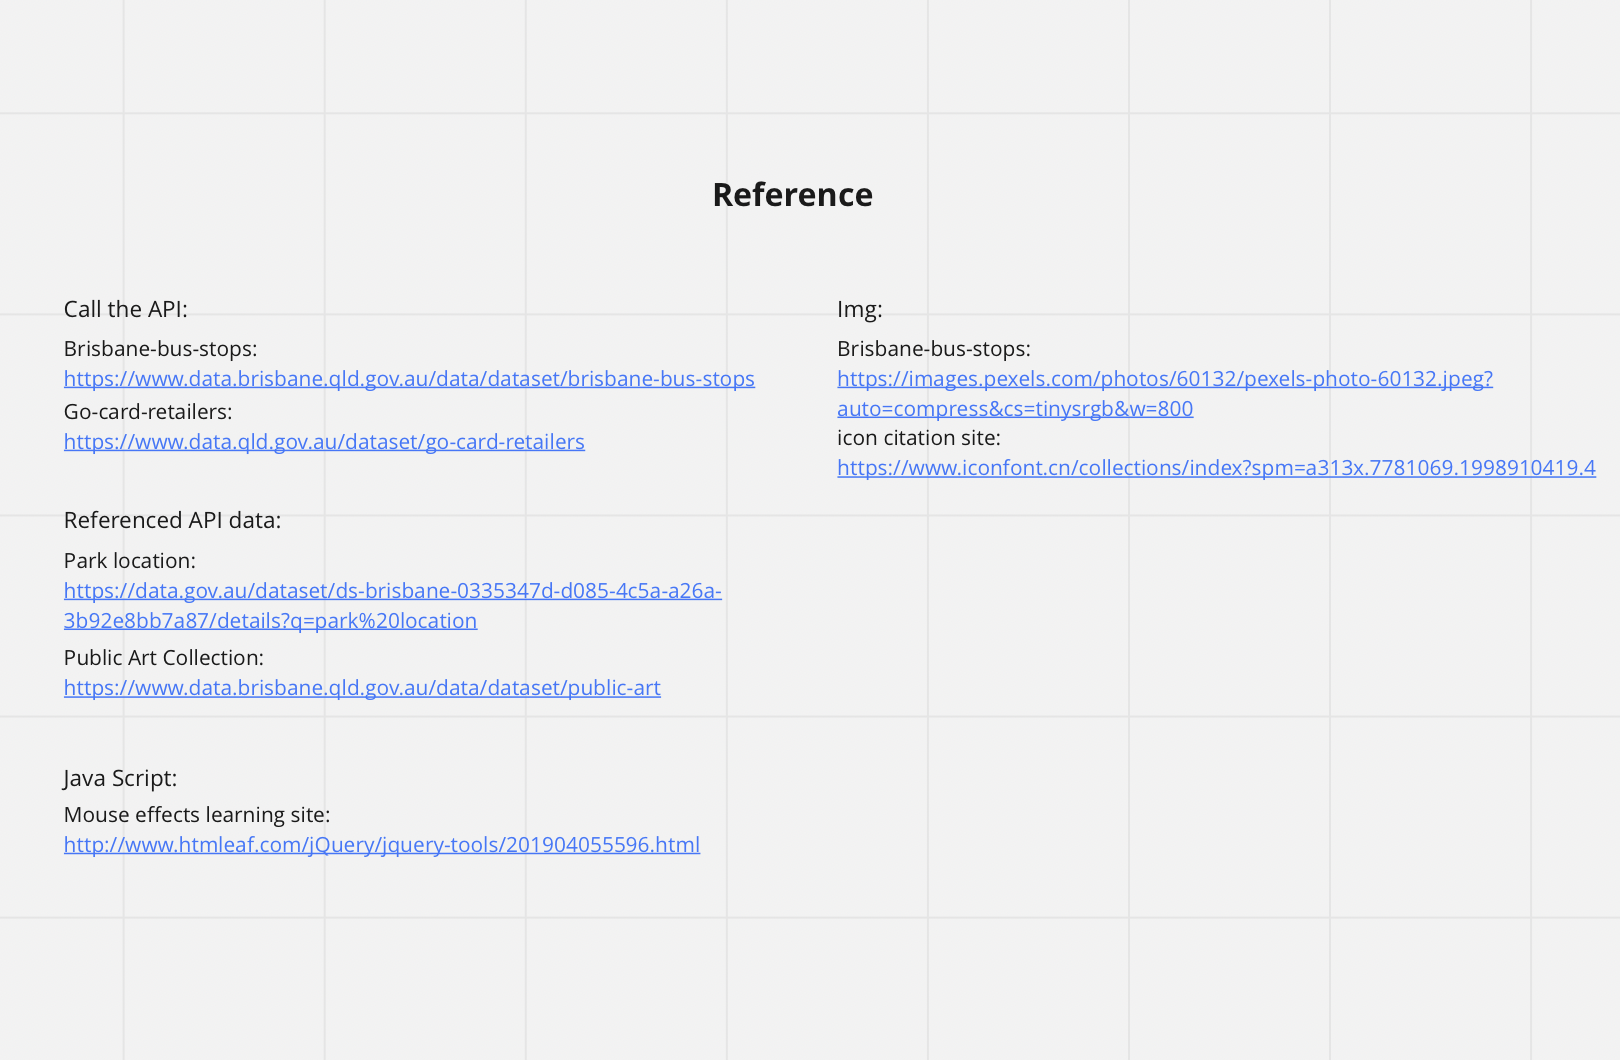 Reference
Call the API:
Brisbane-bus-stops:
https://www.data.brisbane.qld.gov.au/data/dataset/brisbane-bus-stops
Go-card-retailers:
https://www.data.qld.gov.au/dataset/go-card-retailers
Referenced API data:
Park location:
https://data.gov.au/dataset/ds-brisbane-0335347d-d085-4c5a-a26a-
3b92e8bb7a87/details?q=park%20location
Public Art Collection:
https://www.data.brisbane.qld.gov.au/data/dataset/public-art
Java Script:
Mouse effects learning site:
http://www.htmleaf.com/jQuery/jquery-tools/201904055596.html
Img:
Brisbane-bus-stops:
https://images.pexels.com/photos/60132/pexels-photo-60132.jpeg?
auto=compress&cs=tinysrgb&w=800
icon citation site:
https://www.iconfont.cn/collections/index?spm=a313x.7781069.1998910419.4